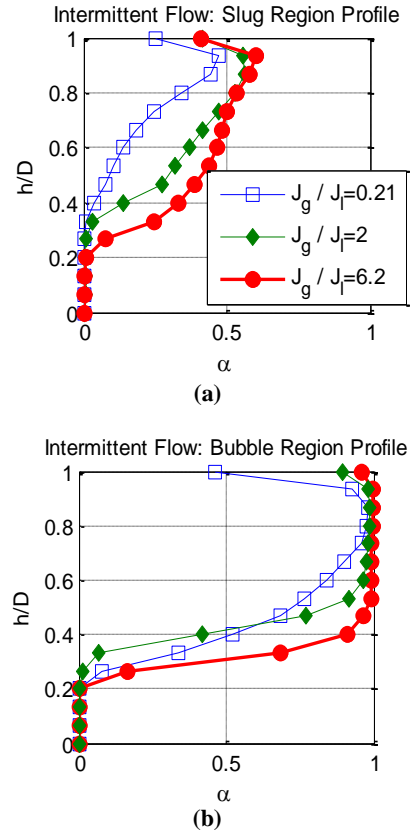 Intermittent Flow: Slug Region Profile
1
0.8
0.6
0.4
0.2
0
h/D
J_g / J_l=0.21
J_g / J_l=2
J_g / J_l=6.2
0
0.5
1
α
(a)
Intermittent Flow: Bubble Region Profile
1
0.8
0.6
0.4
0.2
0
h/D
0
0.5
1
α
(b)